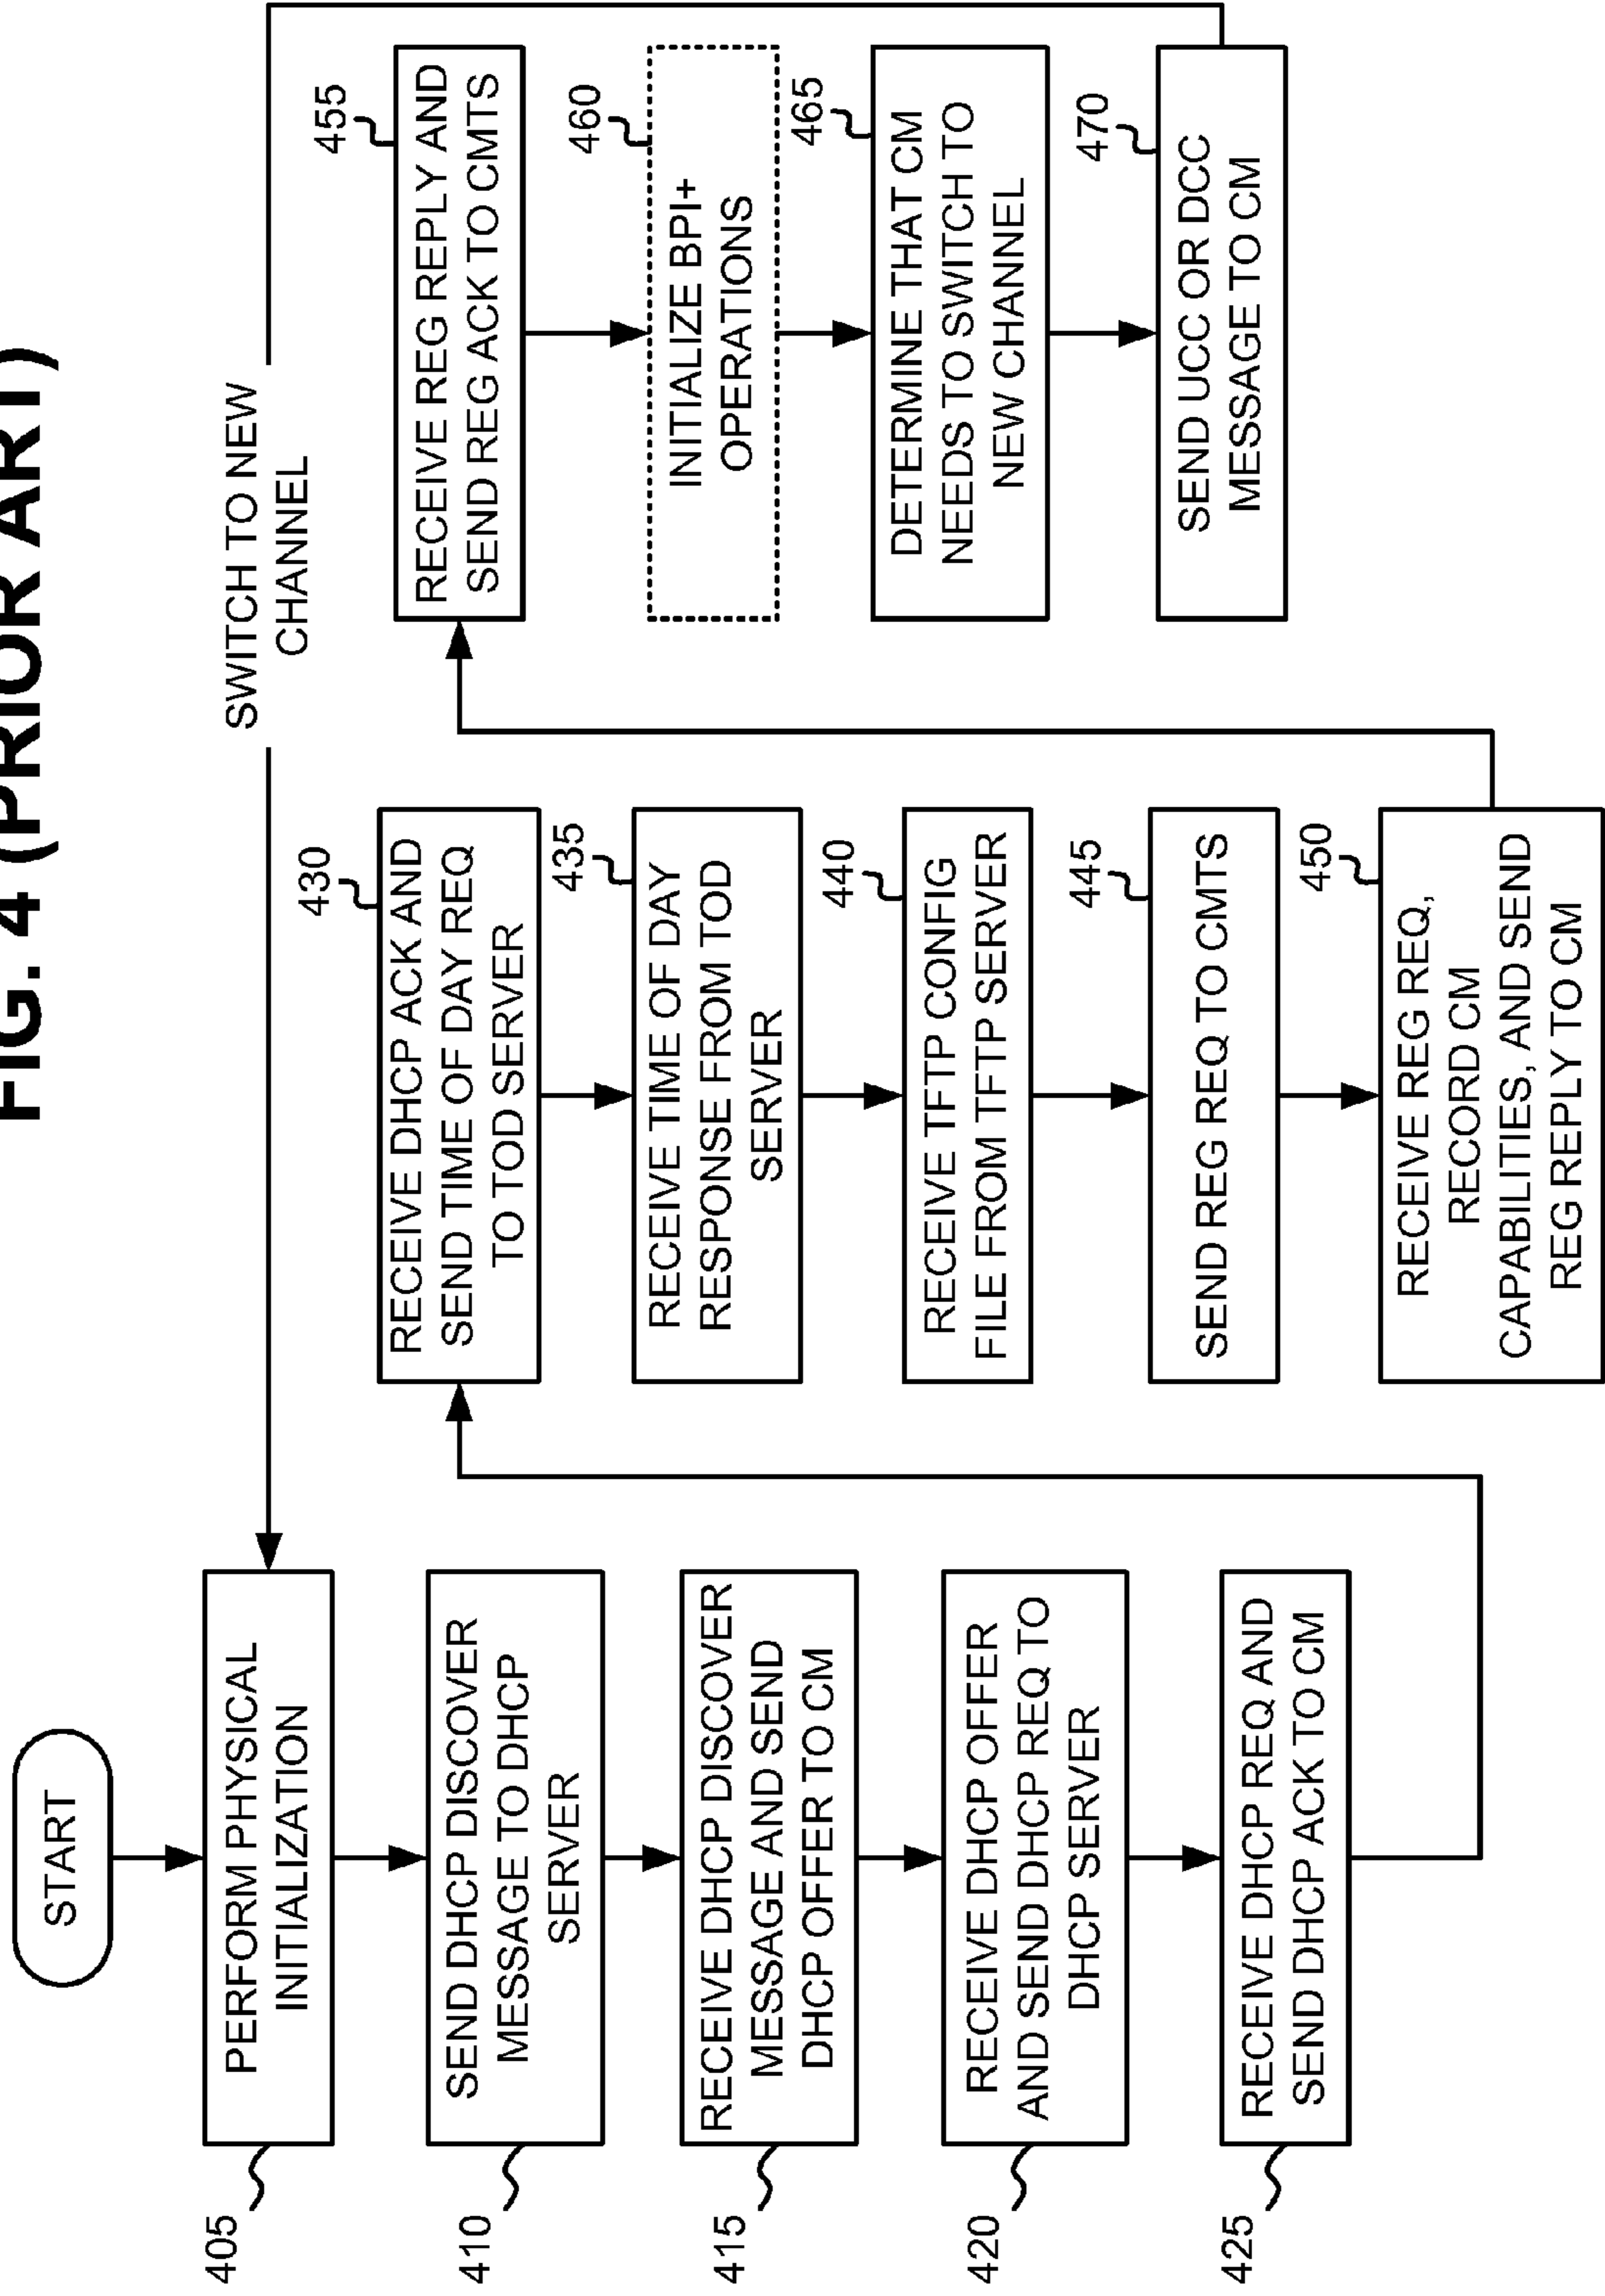 FIG. 4 (PRIOR ART)
START
405
PERFORM PHYSICAL
INITIALIZATION
410
SEND DHCP DISCOVER
MESSAGE TO DHCP
SERVER
415
RECEIVE DHCP DISCOVER
MESSAGE AND SEND
DHCP OFFER TO CM
420
RECEIVE DHCP OFFER
AND SEND DHCP REQ TO
DHCP SERVER
425
RECEIVE DHCP REQ AND
SEND DHCP ACK TO CM
430
RECEIVE DHCP ACK AND
SEND TIME OF DAY REQ
TO TOD SERVER
435
RECEIVE TIME OF DAY
RESPONSE FROM TOD
SERVER
440
RECEIVE TFTP CONFIG
FILE FROM TFTP SERVER
445
SEND REG REQ TO CMTS
450
RECEIVE REG REQ,
RECORD CM
CAPABILITIES, AND SEND
REG REPLY TO CM
SWITCH TO NEW
CHANNEL
455
RECEIVE REG REPLY AND
SEND REG ACK TO CMTS
460
INITIALIZE BPI+
OPERATIONS
465
DETERMINE THAT CM
NEEDS TO SWITCH TO
NEW CHANNEL
470
SEND UCC OR DCC
MESSAGE TO CM